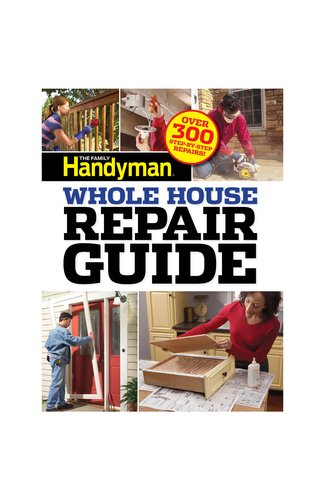 OVER
300
STEP-BY-STEP
REPAIRS!
THE FAMILY
Handyman
WHOLE HOUSE
REPAIR
GUIDE